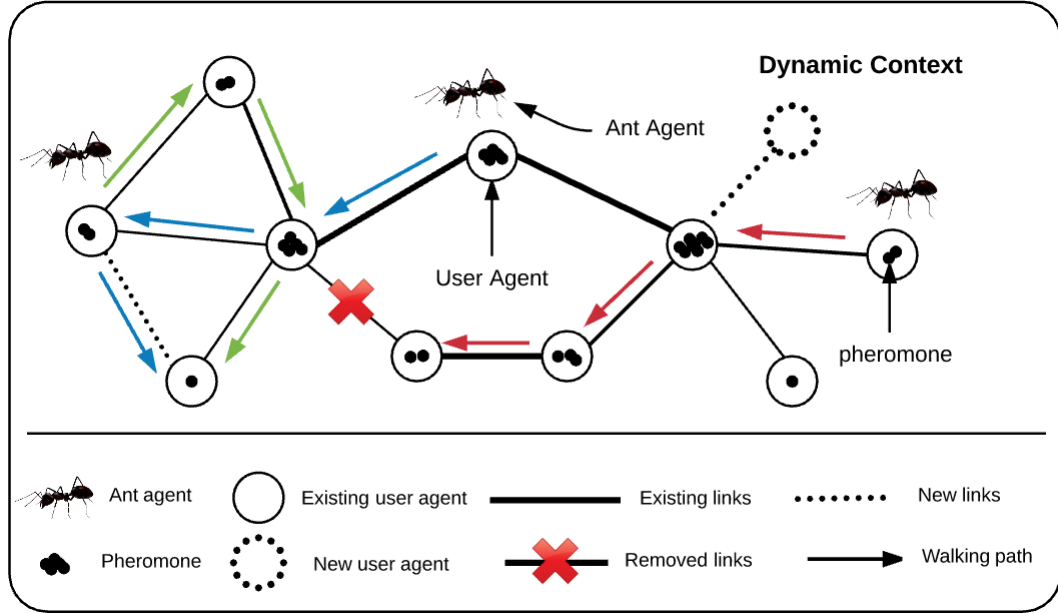 Dynamic Context
Ant Agent
User Agent
pheromone
Ant agent
Existing user agent
Existing links
New links
Pheromone
New user agent
Removed links
Walking path